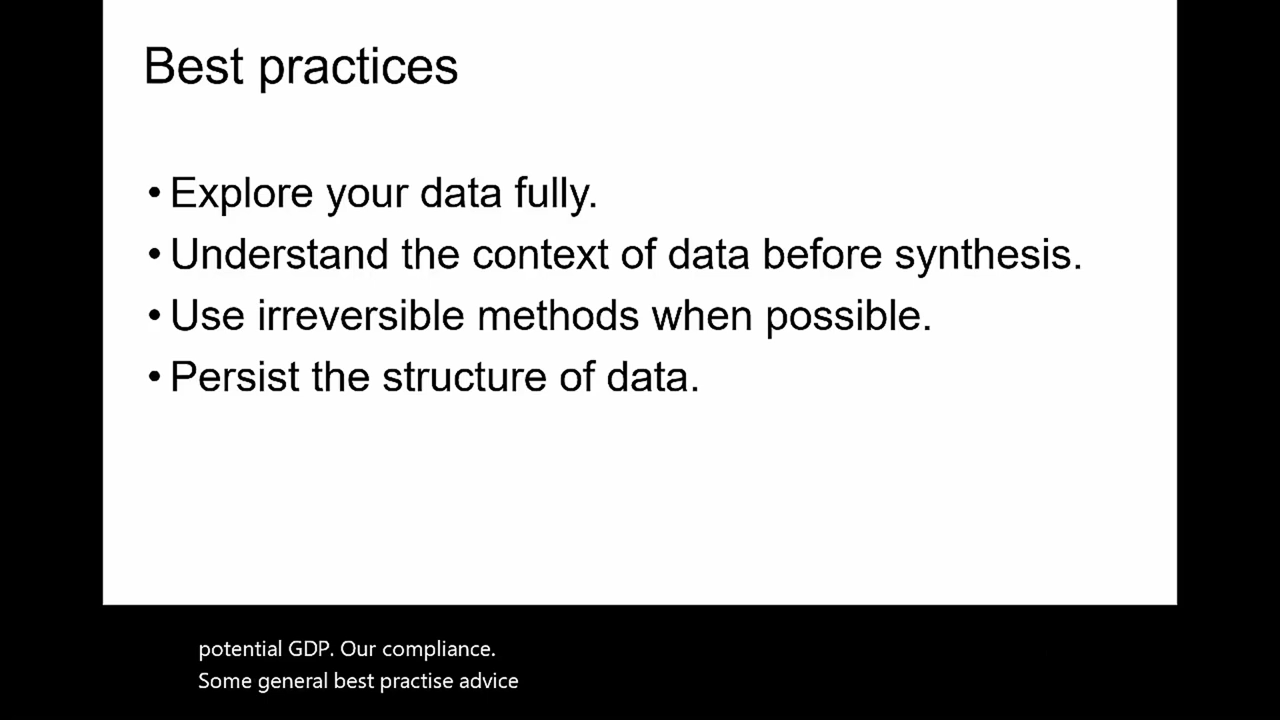 Best practices
• Explore your data fully.
• Understand the context of data before synthesis.
• Use irreversible methods when possible.
• Persist the structure of data.
potential GDP. Our compliance.
Some general best practise advice